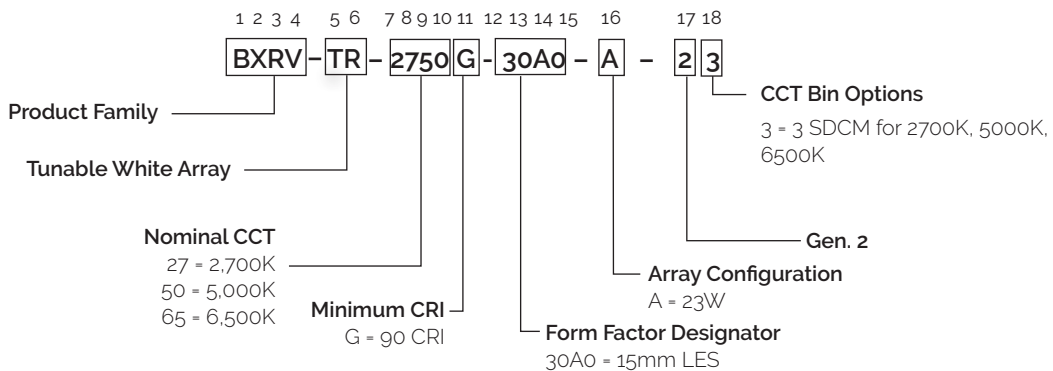 1 2 3 4 5 6 7 8 9 10 11 12 13 14 15 16 17 18
BXRV – TR – 2750 G - 30A0 – A – 2 3
Product Family
Tunable White Array
Nominal CCT
27 = 2,700K
50 = 5,000K
65 = 6,500K
Minimum CRI
G = 90 CRI
Form Factor Designator
30A0 = 15mm LES
Array Configuration
A = 23W
Gen. 2
CCT Bin Options
3 = 3 SDCM for 2700K, 5000K,
6500K